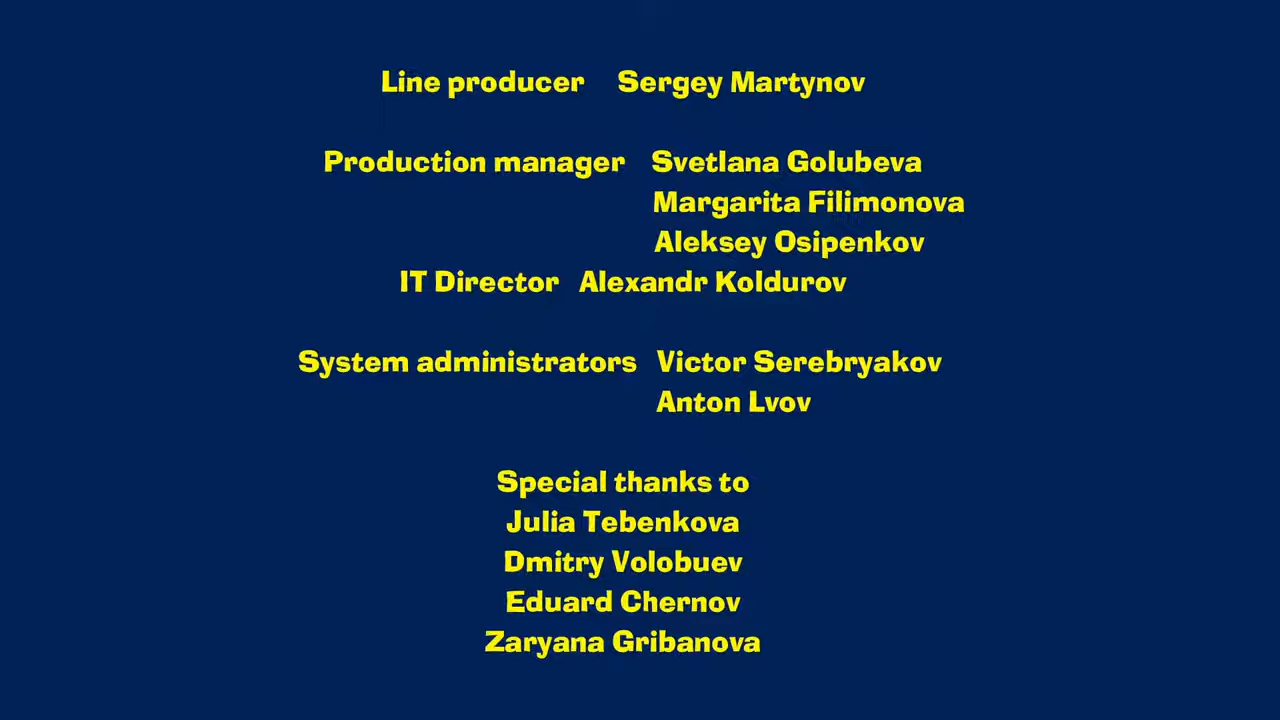 Line producer Sergey Martynov
Production manager Svetlana Golubeva
Margarita Filimonova
Aleksey Osipenkov
IT Director Alexandr Koldurov
System administrators Victor Serebryakov
Anton Lvov
Special thanks to
Julia Tebenkova
Dmitry Volobuev
Eduard Chernov
Zaryana Gribanova